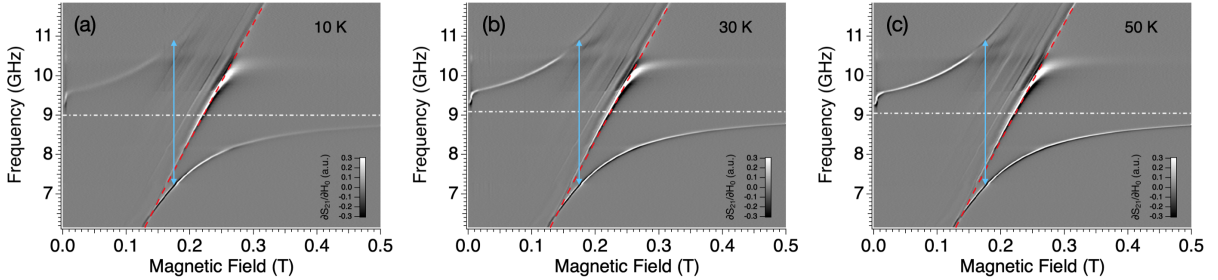 (a) 10 K
Frequency (GHz)
11
10
9
8
7
0.0 0.1 0.2 0.3 0.4 0.5
Magnetic Field (T)
∂S₂₁/∂H₀ (a.u.)
0.3
0.2
0.1
0.0
-0.1
-0.2
-0.3
(b) 30 K
Frequency (GHz)
11
10
9
8
7
0.0 0.1 0.2 0.3 0.4 0.5
Magnetic Field (T)
∂S₂₁/∂H₀ (a.u.)
0.3
0.2
0.1
0.0
-0.1
-0.2
-0.3
(c) 50 K
Frequency (GHz)
11
10
9
8
7
0.0 0.1 0.2 0.3 0.4 0.5
Magnetic Field (T)
∂S₂₁/∂H₀ (a.u.)
0.3
0.2
0.1
0.0
-0.1
-0.2
-0.3